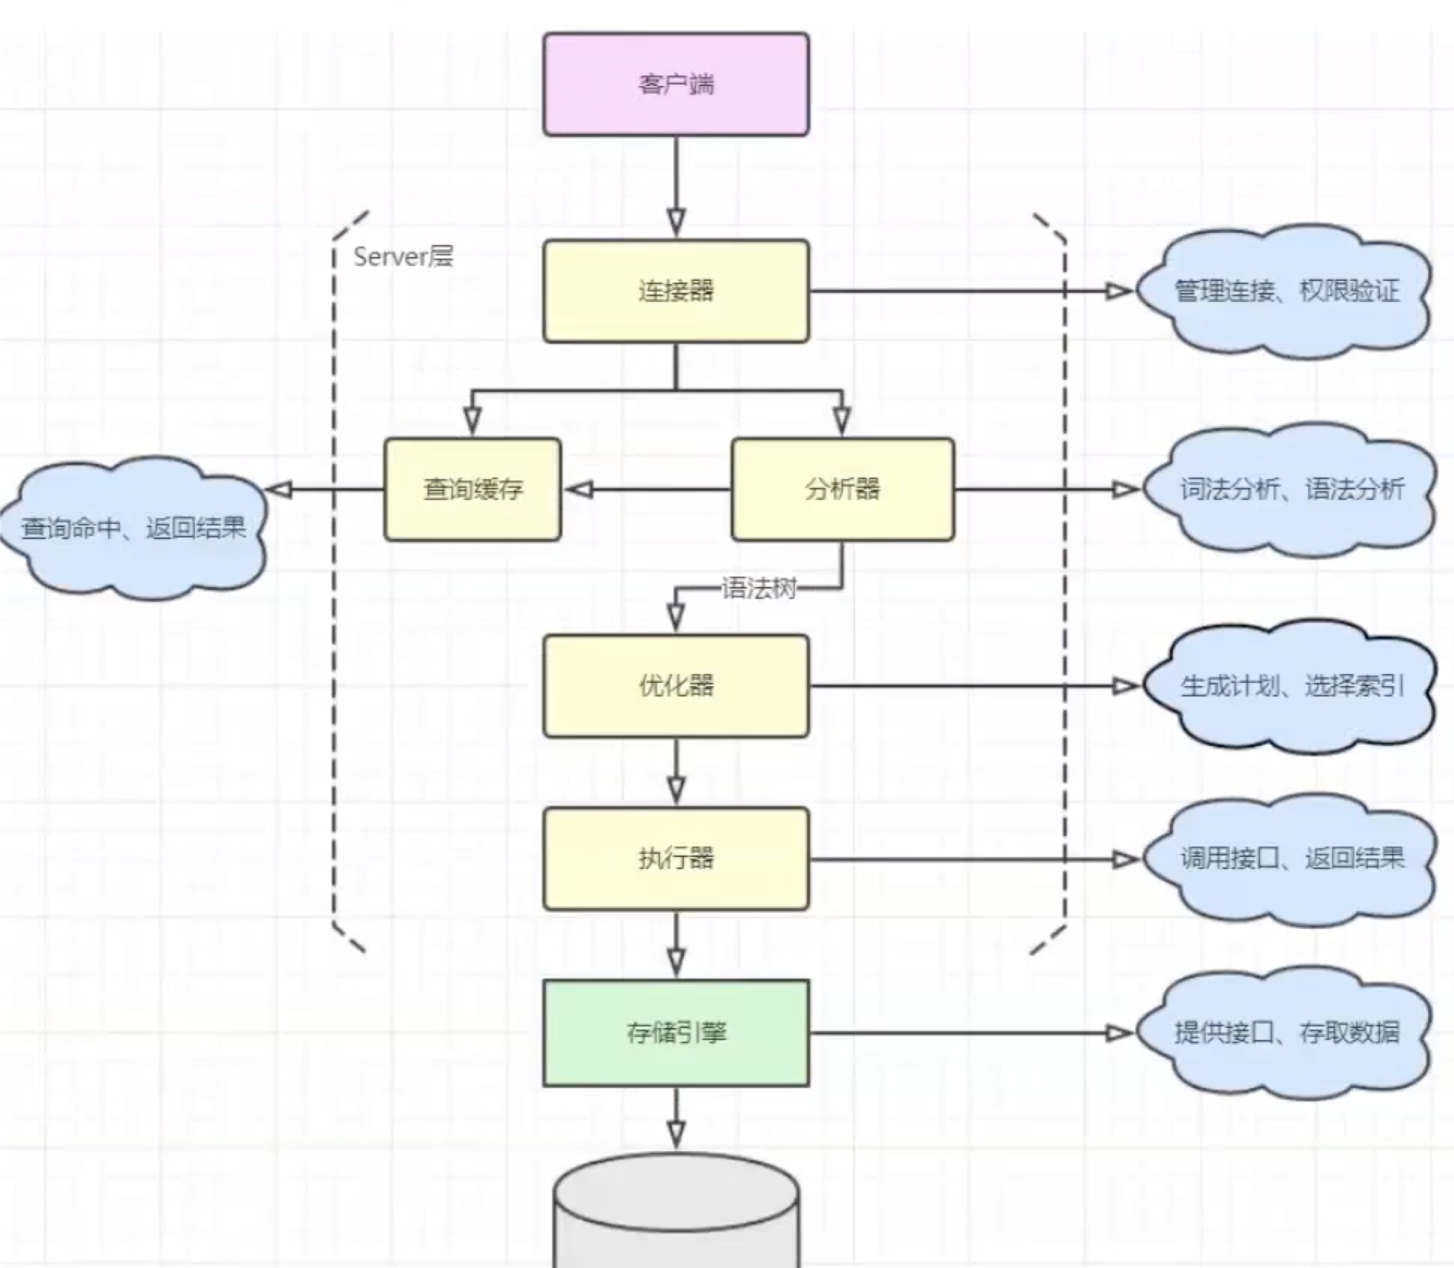 客户端
Server层
连接器
管理连接、权限验证
查询缓存
分析器
词法分析、语法分析
查询命中、返回结果
语法树
优化器
生成计划、选择索引
执行器
调用接口、返回结果
存储引擎
提供接口、存取数据